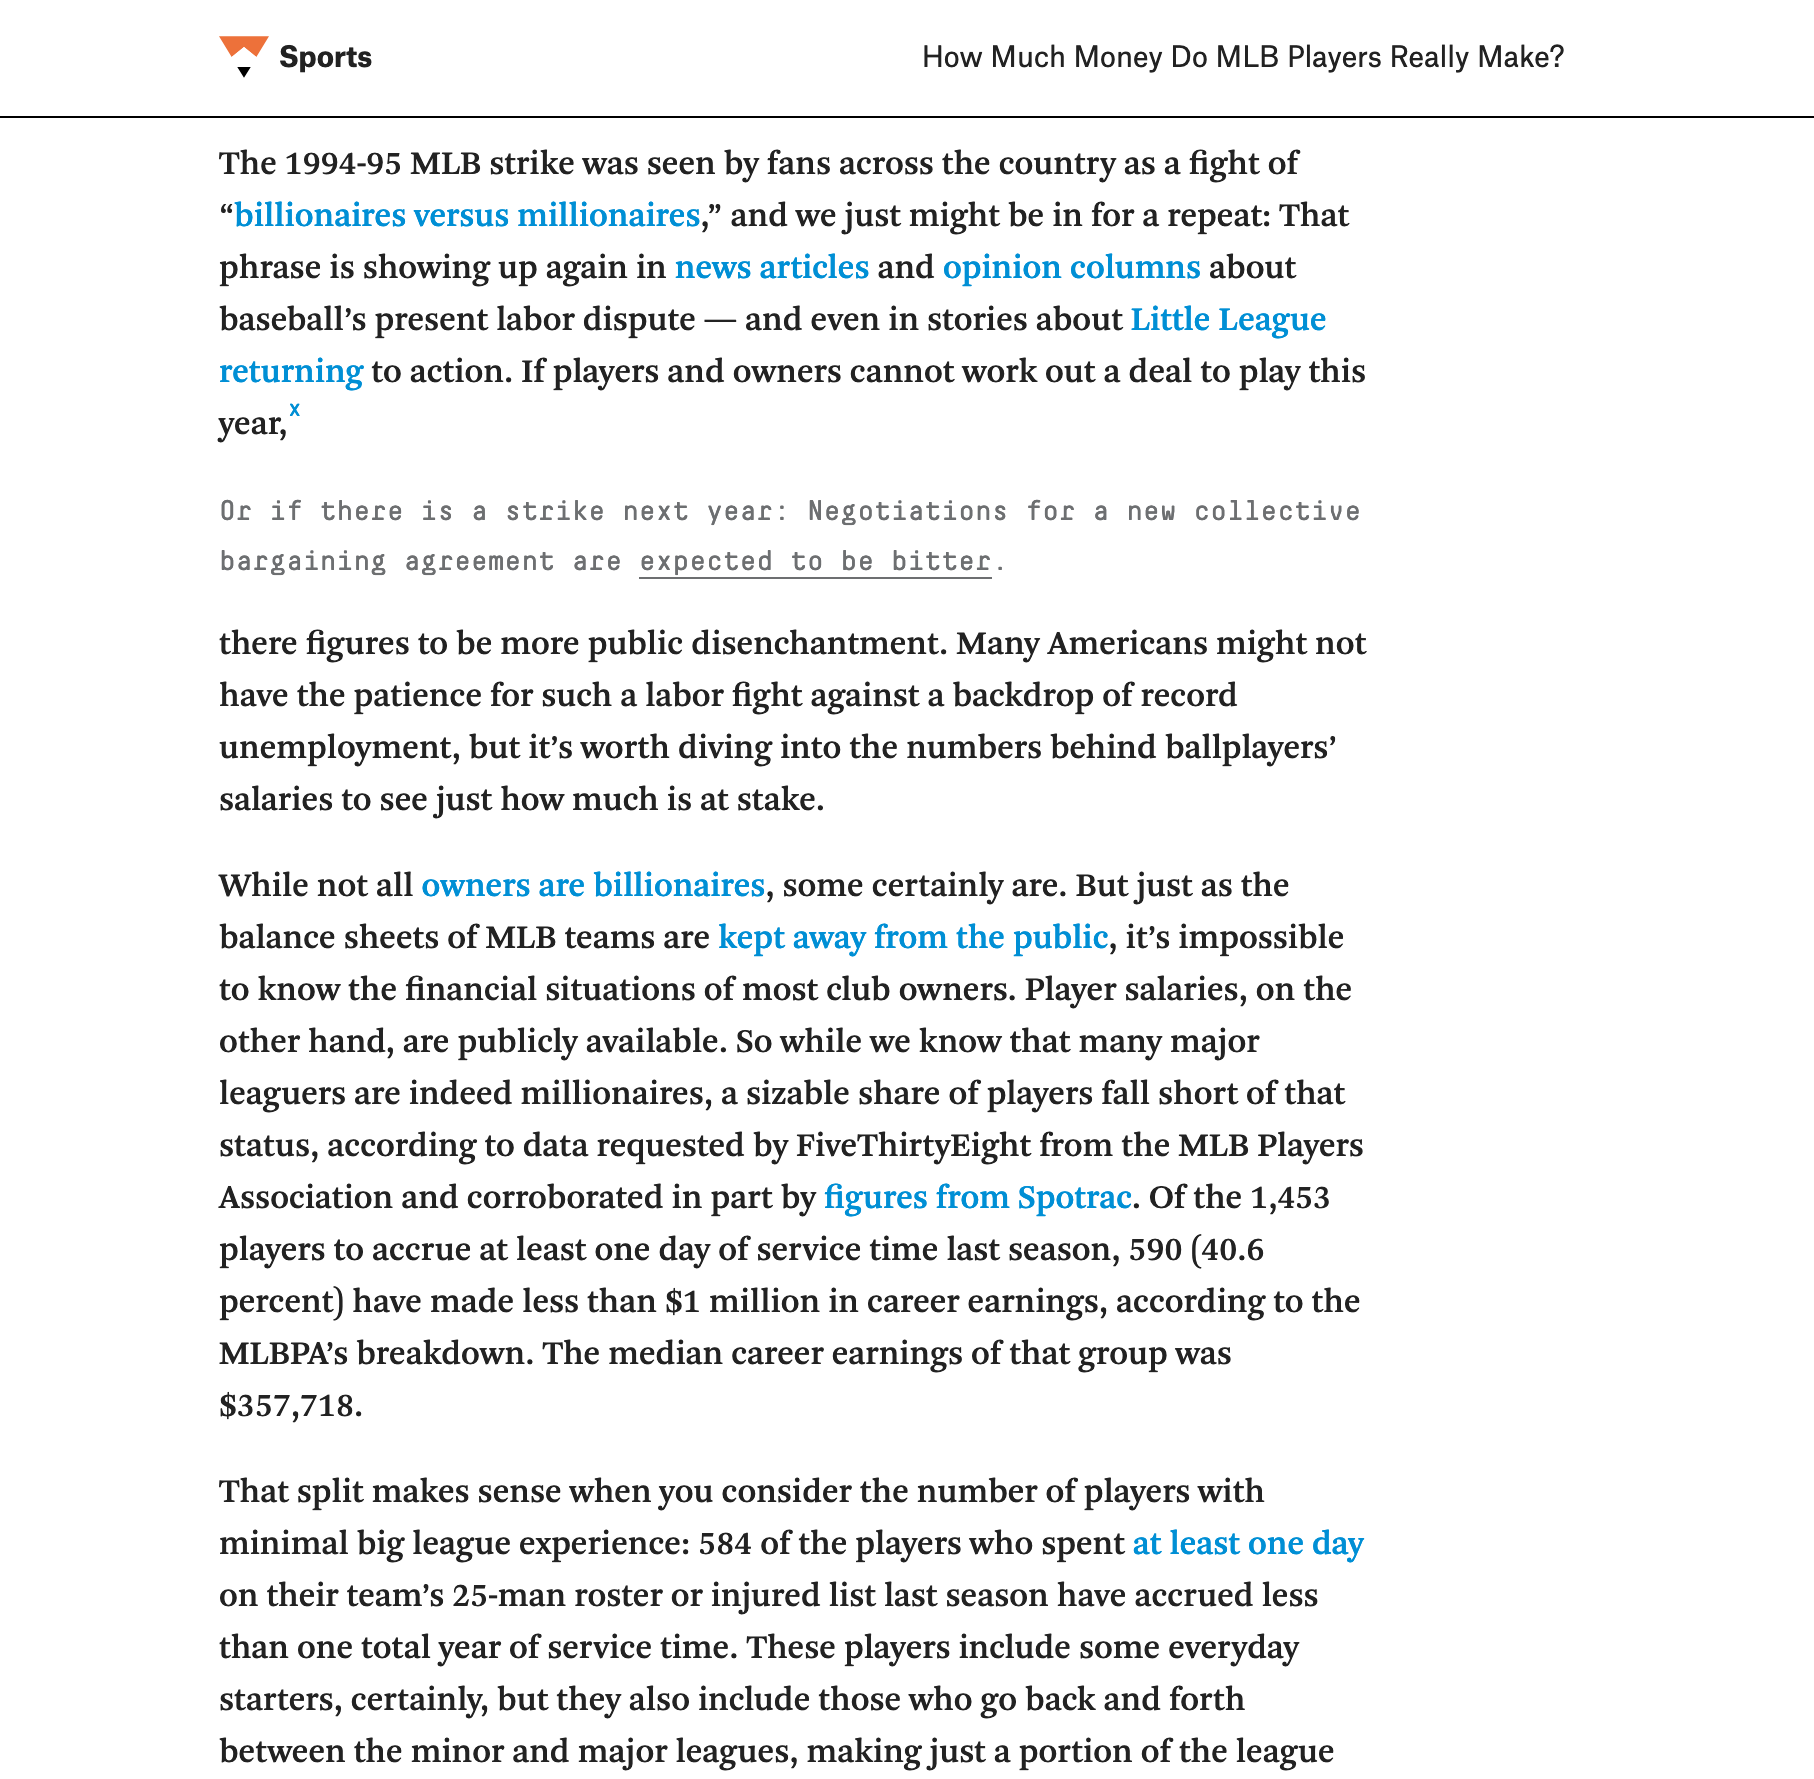 Sports
How Much Money Do MLB Players Really Make?
The 1994-95 MLB strike was seen by fans across the country as a fight of
“billionaires versus millionaires,” and we just might be in for a repeat: That
phrase is showing up again in news articles and opinion columns about
baseball’s present labor dispute — and even in stories about Little League
returning to action. If players and owners cannot work out a deal to play this
year,x
Or if there is a strike next year: Negotiations for a new collective
bargaining agreement are expected to be bitter.
there figures to be more public disenchantment. Many Americans might not
have the patience for such a labor fight against a backdrop of record
unemployment, but it’s worth diving into the numbers behind ballplayers’
salaries to see just how much is at stake.
While not all owners are billionaires, some certainly are. But just as the
balance sheets of MLB teams are kept away from the public, it’s impossible
to know the financial situations of most club owners. Player salaries, on the
other hand, are publicly available. So while we know that many major
leaguers are indeed millionaires, a sizable share of players fall short of that
status, according to data requested by FiveThirtyEight from the MLB Players
Association and corroborated in part by figures from Spotrac. Of the 1,453
players to accrue at least one day of service time last season, 590 (40.6
percent) have made less than $1 million in career earnings, according to the
MLBPA’s breakdown. The median career earnings of that group was
$357,718.
That split makes sense when you consider the number of players with
minimal big league experience: 584 of the players who spent at least one day
on their team’s 25-man roster or injured list last season have accrued less
than one total year of service time. These players include some everyday
starters, certainly, but they also include those who go back and forth
between the minor and major leagues, making just a portion of the league